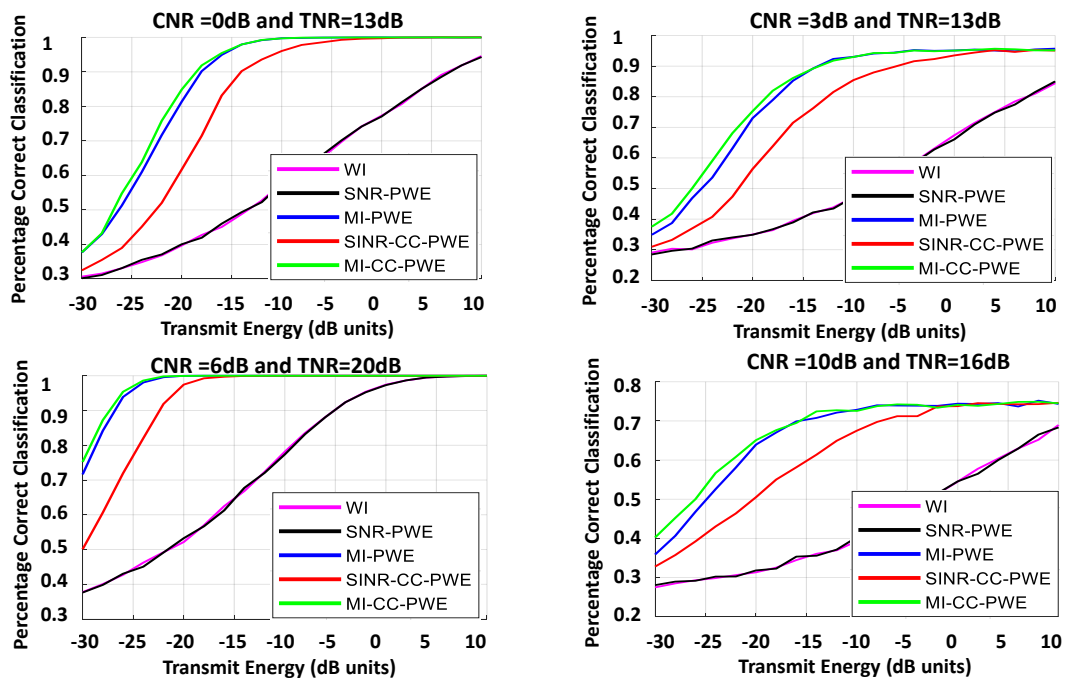 CNR =0dB and TNR=13dB
Percentage Correct Classification
1
0.9
0.8
0.7
0.6
0.5
0.4
0.3
WI
SNR-PWE
MI-PWE
SINR-CC-PWE
MI-CC-PWE
-30 -25 -20 -15 -10 -5 0 5 10
Transmit Energy (dB units)
CNR =3dB and TNR=13dB
Percentage Correct Classification
1
0.9
0.8
0.7
0.6
0.5
0.4
0.3
0.2
WI
SNR-PWE
MI-PWE
SINR-CC-PWE
MI-CC-PWE
-30 -25 -20 -15 -10 -5 0 5 10
Transmit Energy (dB units)
CNR =6dB and TNR=20dB
Percentage Correct Classification
1
0.9
0.8
0.7
0.6
0.5
0.4
0.3
WI
SNR-PWE
MI-PWE
SINR-CC-PWE
MI-CC-PWE
-30 -25 -20 -15 -10 -5 0 5 10
Transmit Energy (dB units)
CNR =10dB and TNR=16dB
Percentage Correct Classification
0.8
0.7
0.6
0.5
0.4
0.3
0.2
WI
SNR-PWE
MI-PWE
SINR-CC-PWE
MI-CC-PWE
-30 -25 -20 -15 -10 -5 0 5 10
Transmit Energy (dB units)